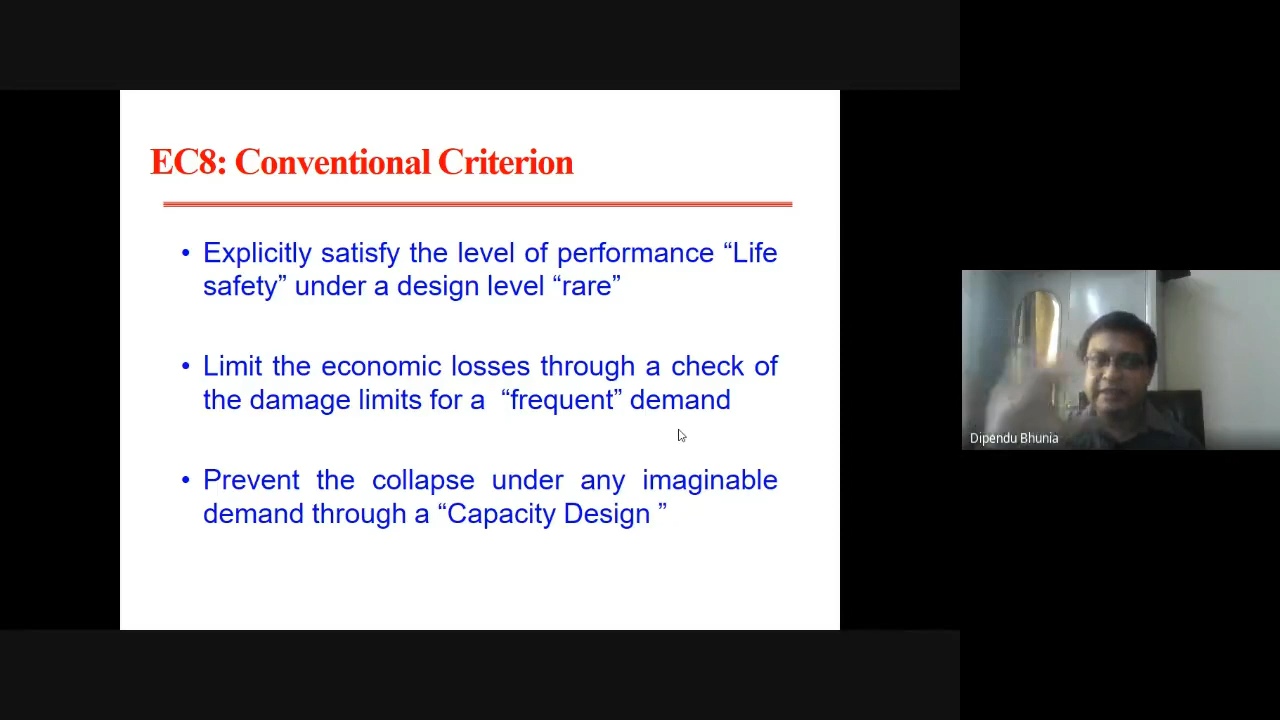 EC8: Conventional Criterion
• Explicitly satisfy the level of performance “Life
safety” under a design level “rare”
• Limit the economic losses through a check of
the damage limits for a “frequent” demand
• Prevent the collapse under any imaginable
demand through a “Capacity Design ”
Dipendu Bhunia